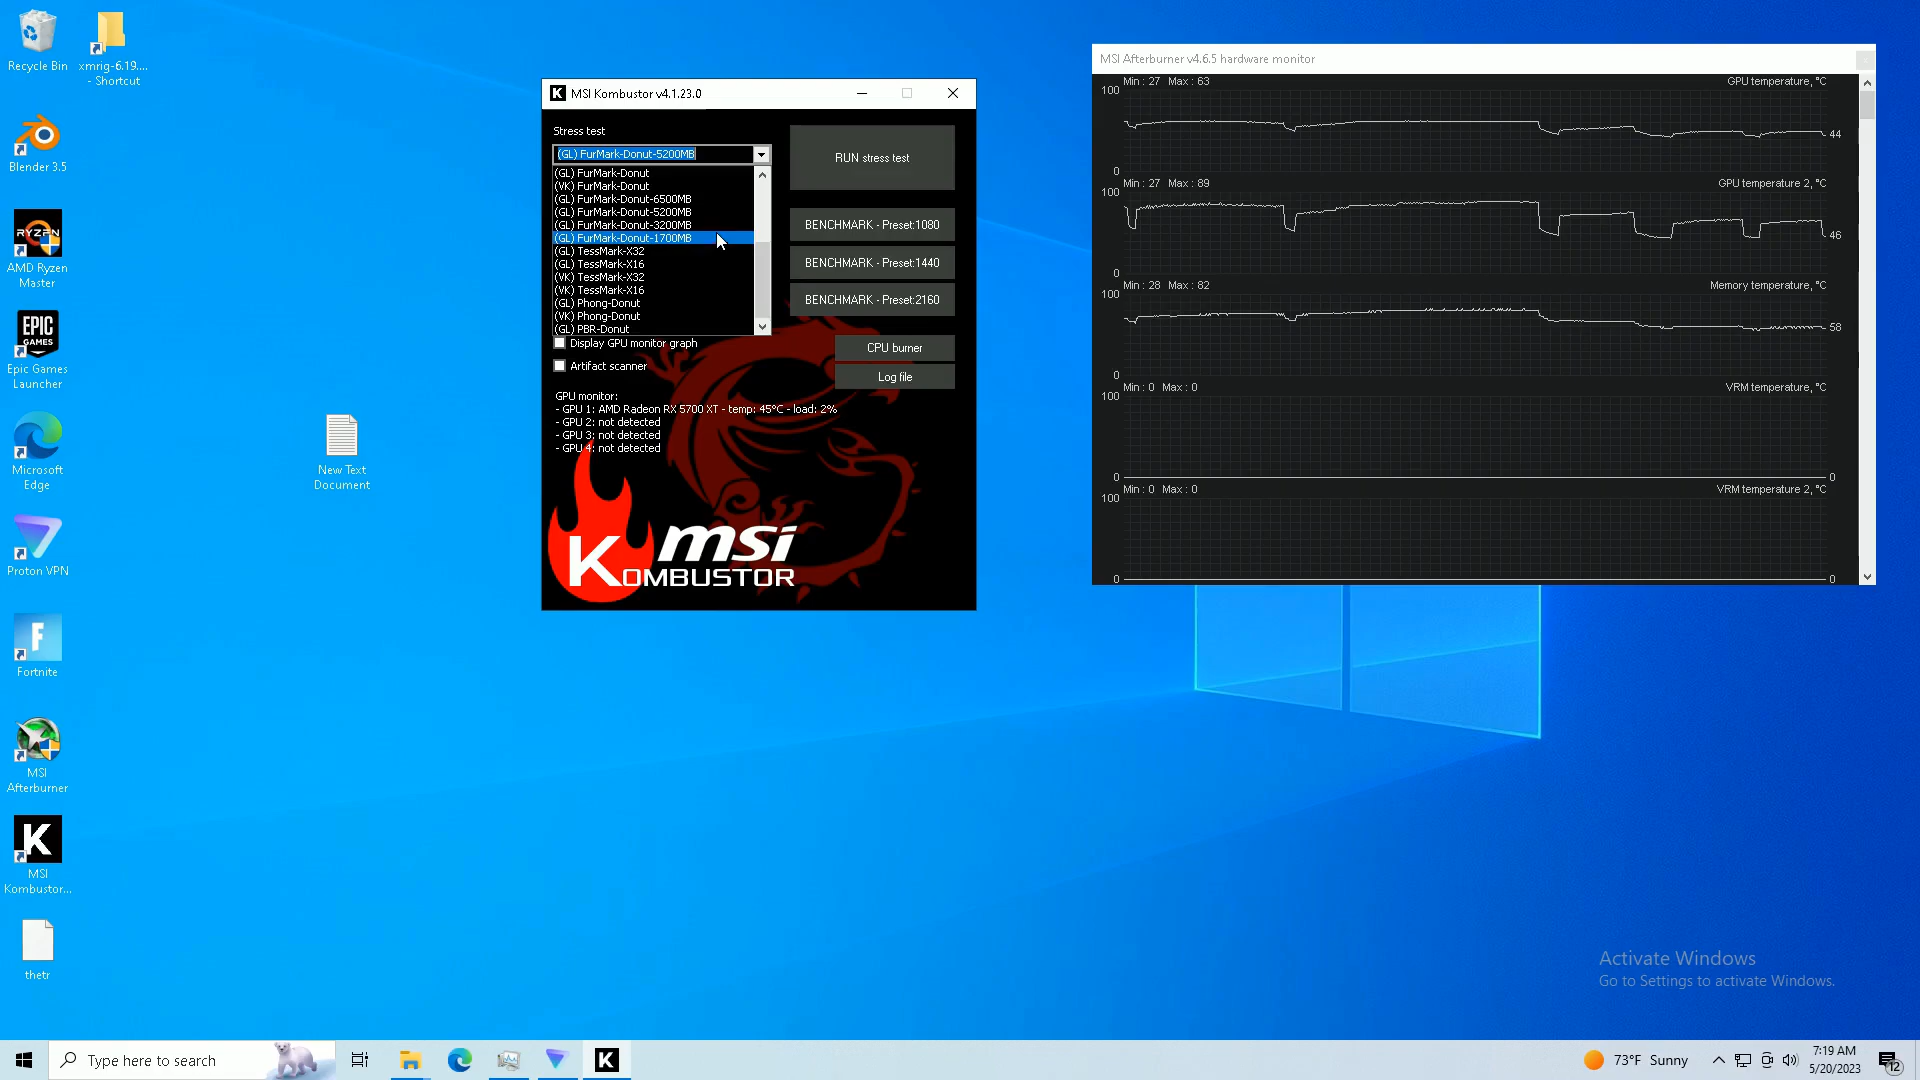 Recycle Bin
xmrig-6.19....
- Shortcut
Blender 3.5
RYZEN
AMD Ryzen
Master
EPIC
GAMES
Epic Games
Launcher
Microsoft
Edge
Proton VPN
F
Fortnite
MSI
Afterburner
K
MSI
Kombustor...
thetr
New Text
Document
K MSI Kombustor v4.1.23.0
Stress test
(GL) FurMark-Donut-5200MB
(GL) FurMark-Donut
(VK) FurMark-Donut
(GL) FurMark-Donut-6500MB
(GL) FurMark-Donut-5200MB
(GL) FurMark-Donut-3200MB
(GL) FurMark-Donut-1700MB
(GL) TessMark-X32
(GL) TessMark-X16
(VK) TessMark-X32
(VK) TessMark-X16
(GL) Phong-Donut
(VK) Phong-Donut
(GL) PBR-Donut
RUN stress test
BENCHMARK - Preset:1080
BENCHMARK - Preset:1440
BENCHMARK - Preset:2160
Display GPU monitor graph
CPU burner
Artifact scanner
Log file
GPU monitor:
- GPU 1: AMD Radeon RX 5700 XT - temp: 45°C - load: 2%
- GPU 2: not detected
- GPU 3: not detected
- GPU 4: not detected
msi
KOMBUSTOR
MSI Afterburner v4.6.5 hardware monitor
Min : 27 Max : 63
GPU temperature, °C
100
44
0
Min : 27 Max : 89
GPU temperature 2, °C
100
46
0
Min : 28 Max : 82
Memory temperature, °C
100
58
0
Min : 0 Max : 0
VRM temperature, °C
100
0
0
Min : 0 Max : 0
VRM temperature 2, °C
100
0
0
Activate Windows
Go to Settings to activate Windows.
Type here to search
K
73°F Sunny
7:19 AM
5/20/2023
12